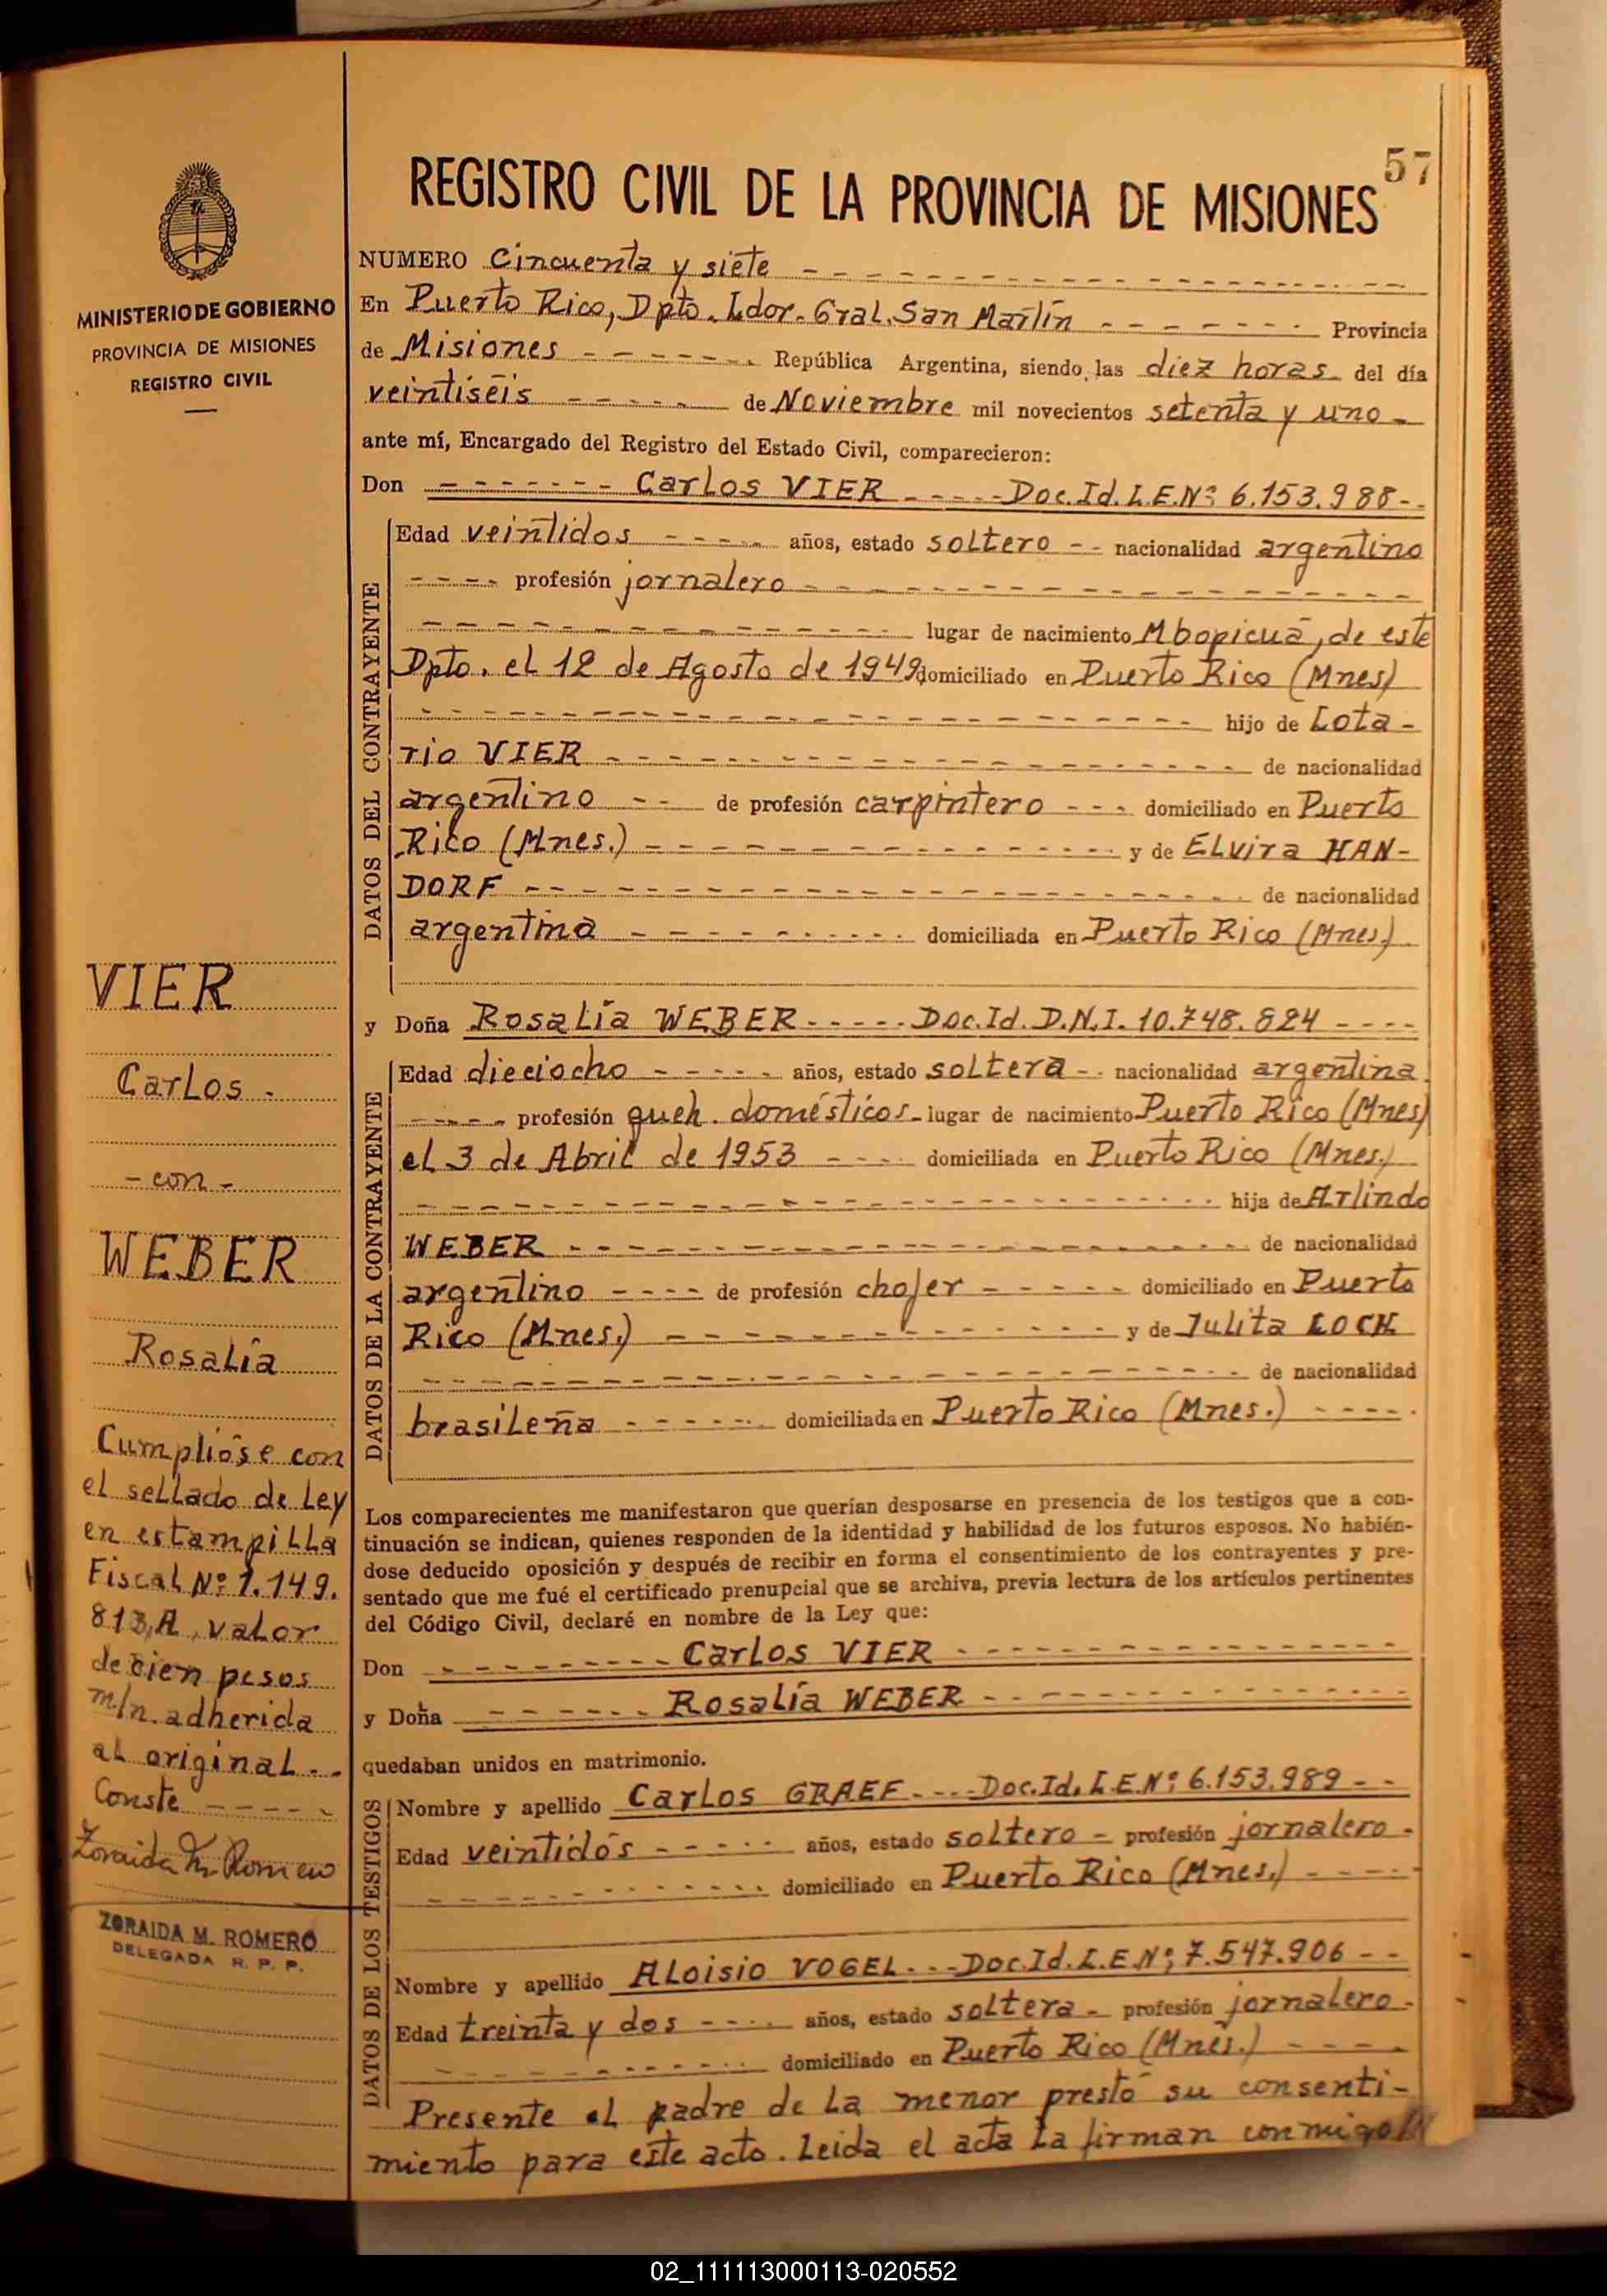 57
REGISTRO CIVIL DE LA PROVINCIA DE MISIONES
MINISTERIO DE GOBIERNO
PROVINCIA DE MISIONES
REGISTRO CIVIL
NUMERO Cincuenta y siete
En Puerto Rico, Dpto. Ldor. Gral. San Martín Provincia
de Misiones República Argentina, siendo las diez horas del día
veintiséis de Noviembre mil novecientos setenta y uno
ante mí, Encargado del Registro del Estado Civil, comparecieron:
Don Carlos VIER Doc. Id. L.E.Nº 6.153.988
DATOS DEL CONTRAYENTE
Edad veintidos años, estado soltero nacionalidad argentino
profesión jornalero
lugar de nacimiento Mbopicuá, de este
Dpto. el 12 de Agosto de 1949 domiciliado en Puerto Rico (Mnes)
hijo de Lota-
rio VIER de nacionalidad
argentino de profesión carpintero domiciliado en Puerto
Rico (Mnes.) y de Elvira HAN-
DORF de nacionalidad
argentina domiciliada en Puerto Rico (Mnes.)
y Doña Rosalía WEBER Doc. Id. D.N.I. 10.748.824
DATOS DE LA CONTRAYENTE
Edad dieciocho años, estado soltera nacionalidad argentina
profesión queh. domésticos lugar de nacimiento Puerto Rico (Mnes)
el 3 de Abril de 1953 domiciliada en Puerto Rico (Mnes.)
hija de Arlindo
WEBER de nacionalidad
argentino de profesión chofer domiciliado en Puerto
Rico (Mnes.) y de Julita LOCH
de nacionalidad
brasileña domiciliada en Puerto Rico (Mnes.)
Los comparecientes me manifestaron que querían desposarse en presencia de los testigos que a con-
tinuación se indican, quienes responden de la identidad y habilidad de los futuros esposos. No habién-
dose deducido oposición y después de recibir en forma el consentimiento de los contrayentes y pre-
sentado que me fué el certificado prenupcial que se archiva, previa lectura de los artículos pertinentes
del Código Civil, declaré en nombre de la Ley que:
Don Carlos VIER
y Doña Rosalía WEBER
quedaban unidos en matrimonio.
DATOS DE LOS TESTIGOS
Nombre y apellido Carlos GRAEF Doc. Id. L.E.Nº 6.153.989
Edad veintidós años, estado soltero profesión jornalero
domiciliado en Puerto Rico (Mnes.)
Nombre y apellido Aloisio VOGEL Doc. Id. L.E.Nº 7.547.906
Edad treinta y dos años, estado soltera profesión jornalero
domiciliado en Puerto Rico (Mnes.)
Presente el padre de la menor prestó su consenti-
miento para este acto. Leida el acta la firman conmigo
VIER
Carlos
- con -
WEBER
Rosalía
Cumplióse con
el sellado de Ley
en estampilla
Fiscal Nº 1.149.
813,A, valor
de cien pesos
m/n. adherida
al original
Conste
Zoraida M. Romero
ZORAIDA M. ROMERO
DELEGADA R. P. P.
02_111113000113-020552